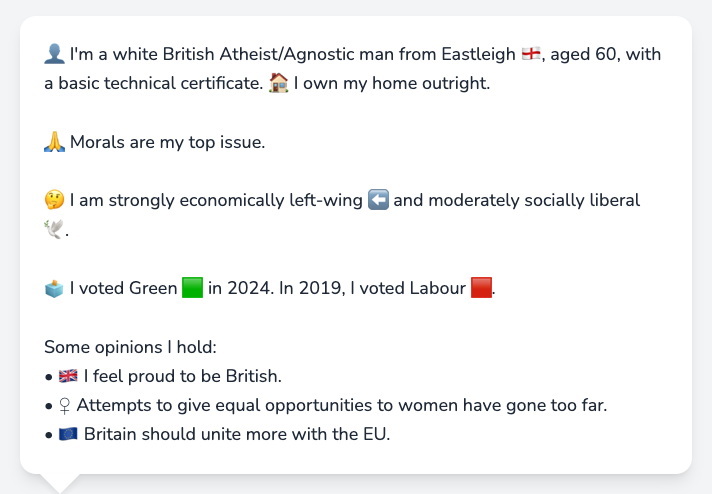 👤 I'm a white British Atheist/Agnostic man from Eastleigh 🏴󠁧󠁢󠁥󠁮󠁧󠁿, aged 60, with
a basic technical certificate. 🏠 I own my home outright.
🙏 Morals are my top issue.
🤔 I am strongly economically left-wing ⬅️ and moderately socially liberal
🕊️.
🗳️ I voted Green 🟩 in 2024. In 2019, I voted Labour 🟥.
Some opinions I hold:
• 🇬🇧 I feel proud to be British.
• ♀ Attempts to give equal opportunities to women have gone too far.
• 🇪🇺 Britain should unite more with the EU.